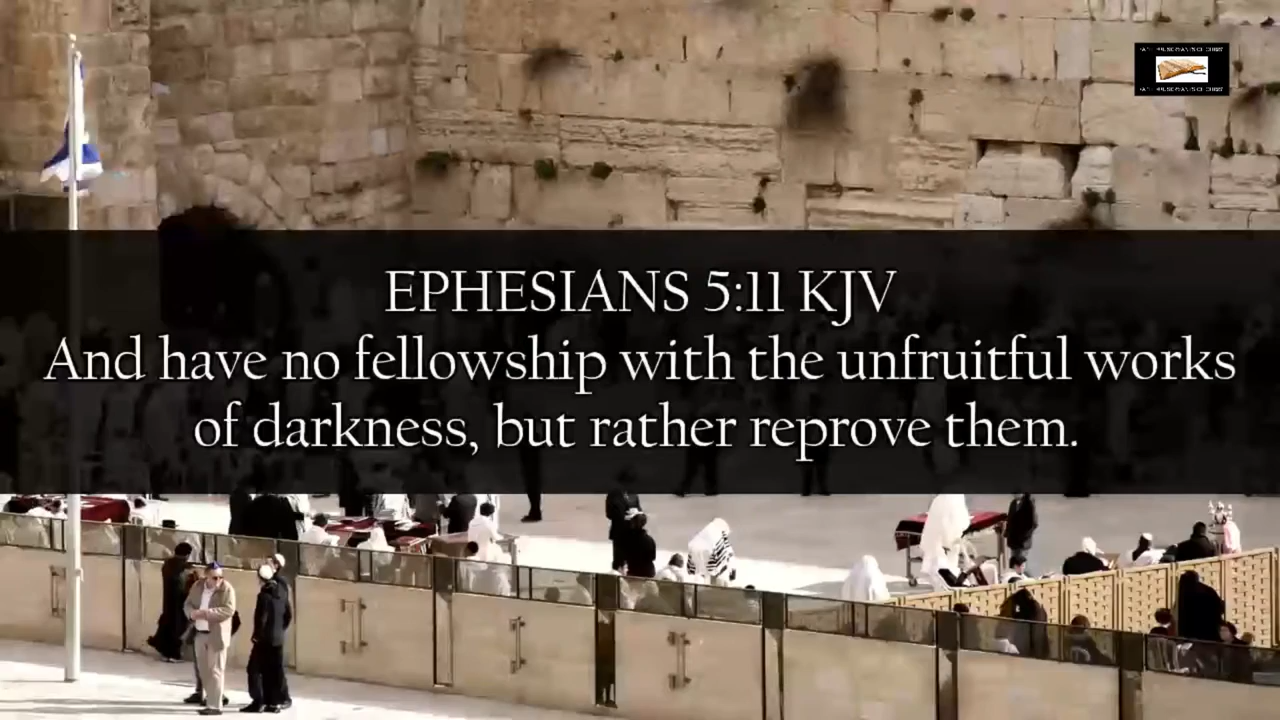 EPHESIANS 5:11 KJV
And have no fellowship with the unfruitful works
of darkness, but rather reprove them.